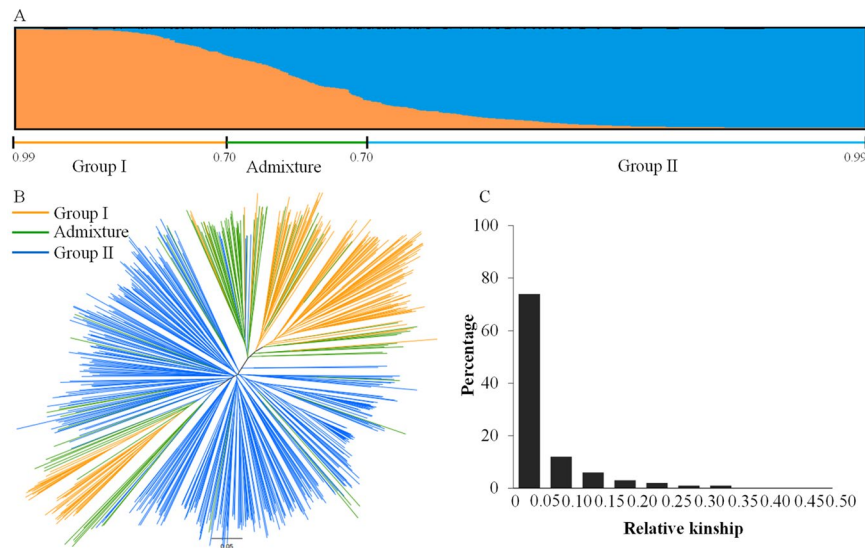 A
0.99 Group I 0.70 Admixture 0.70 Group II 0.99
B
Group I
Admixture
Group II
0.05
C
100
80
60
40
20
0
Percentage
0 0.05 0.10 0.15 0.20 0.25 0.30 0.35 0.40 0.45 0.50
Relative kinship